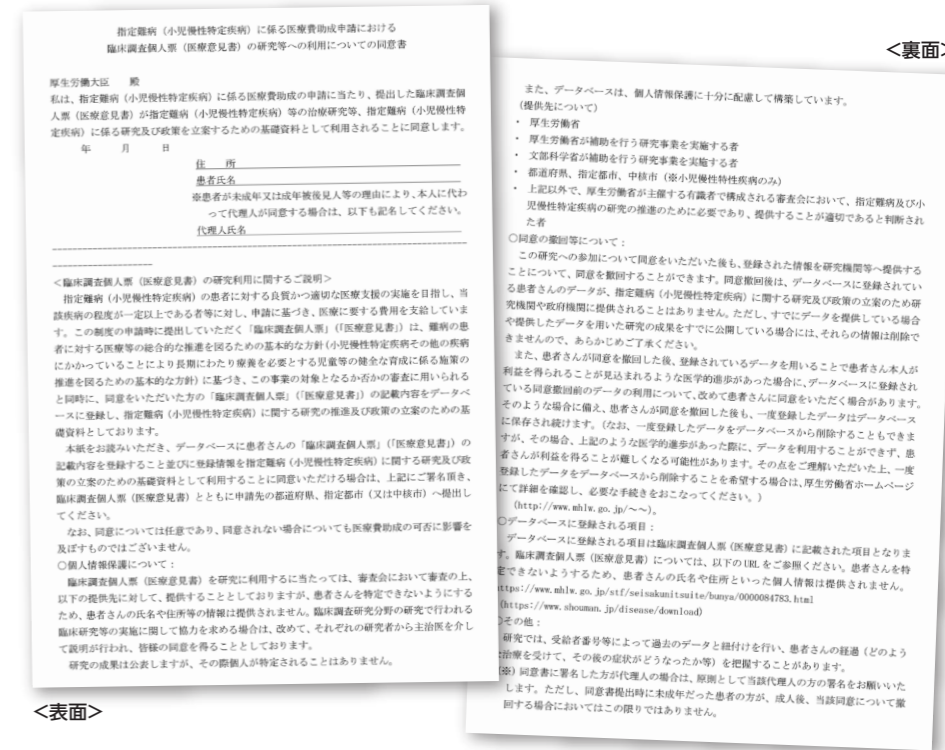 指定難病（小児慢性特定疾病）に係る医療費助成申請における
臨床調査個人票（医療意見書）の研究等への利用についての同意書
厚生労働大臣　　殿
私は、指定難病（小児慢性特定疾病）に係る医療費助成の申請に当たり、提出した臨床調査個
人票（医療意見書）が指定難病（小児慢性特定疾病）等の治療研究等、指定難病（小児慢性特
定疾病）に係る研究及び政策を立案するための基礎資料として利用されることに同意します。
年　　月　　日
住　　所
患者氏名
※患者が未成年又は成年被後見人等の理由により、本人に代わ
って代理人が同意する場合は、以下も記名してください。
代理人氏名
＜臨床調査個人票（医療意見書）の研究利用に関するご説明＞
指定難病（小児慢性特定疾病）の患者に対する良質かつ適切な医療支援の実施を目指し、当
該疾病の程度が一定以上である者等に対し、申請に基づき、医療に要する費用を支給していま
す。この制度の申請時に提出していただく「臨床調査個人票」（「医療意見書」）は、難病の患
者に対する医療等の総合的な推進を図るための基本的な方針（小児慢性特定疾病その他の疾病
にかかっていることにより長期にわたり療養を必要とする児童等の健全な育成に係る施策の
推進を図るための基本的な方針）に基づき、この事業の対象となるか否かの審査に用いられる
と同時に、同意をいただいた方の「臨床調査個人票」（「医療意見書」）の記載内容をデータベ
ースに登録し、指定難病（小児慢性特定疾病）に関する研究の推進及び政策の立案のための基
礎資料としております。
本紙をお読みいただき、データベースに患者さんの「臨床調査個人票」（「医療意見書」）の
記載内容を登録すること並びに登録情報を指定難病（小児慢性特定疾病）に関する研究及び政
策の立案のための基礎資料として利用することに同意いただける場合は、上記にご署名頂き、
臨床調査個人票（医療意見書）とともに申請先の都道府県、指定都市（又は中核市）へ提出し
てください。
なお、同意については任意であり、同意されない場合についても医療費助成の可否に影響を
及ぼすものではございません。
○個人情報保護について：
臨床調査個人票（医療意見書）を研究に利用するに当たっては、審査会において審査の上、
以下の提供先に対して、提供することとしておりますが、患者さんを特定できないようにする
ため、患者さんの氏名や住所等の情報は提供されません。臨床調査研究分野の研究で行われる
臨床研究等の実施に関して協力を求める場合は、改めて、それぞれの研究者から主治医を介し
て説明が行われ、皆様の同意を得ることとしております。
研究の成果は公表しますが、その際個人が特定されることはありません。
＜表面＞
＜裏面＞
また、データベースは、個人情報保護に十分に配慮して構築しています。
（提供先について）
・ 厚生労働省
・ 厚生労働省が補助を行う研究事業を実施する者
・ 文部科学省が補助を行う研究事業を実施する者
・ 都道府県、指定都市、中核市（※小児慢性特性疾病のみ）
・ 上記以外で、厚生労働省が主催する有識者で構成される審査会において、指定難病及び小
児慢性特定疾病の研究の推進のために必要であり、提供することが適切であると判断され
た者
○同意の撤回等について：
この研究への参加について同意をいただいた後も、登録された情報を研究機関等へ提供する
ことについて、同意を撤回することができます。同意撤回後は、データベースに登録されてい
る患者さんのデータが、指定難病（小児慢性特定疾病）に関する研究及び政策の立案のため研
究機関や政府機関に提供されることはありません。ただし、すでにデータを提供している場合
や提供したデータを用いた研究の成果をすでに公開している場合には、それらの情報は削除で
きませんので、あらかじめご了承ください。
また、患者さんが同意を撤回した後、登録されているデータを用いることで患者さん本人が
利益を得られることが見込まれるような医学的進歩があった場合に、データベースに登録され
ている同意撤回前のデータの利用について、改めて患者さんに同意をいただく場合があります。
そのような場合に備え、患者さんが同意を撤回した後も、一度登録したデータはデータベース
に保存され続けます。（なお、一度登録したデータをデータベースから削除することもできま
すが、その場合、上記のような医学的進歩があった際に、データを利用することができず、患
者さんが利益を得ることが難しくなる可能性があります。その点をご理解いただいた上、一度
登録したデータをデータベースから削除することを希望する場合は、厚生労働省ホームページ
にて詳細を確認し、必要な手続きをおこなってください。）
（http://www.mhlw.go.jp/～～）。
○データベースに登録される項目：
データベースに登録される項目は臨床調査個人票（医療意見書）に記載された項目となりま
す。臨床調査個人票（医療意見書）については、以下の URL をご参照ください。患者さんを特
定できないようするため、患者さんの氏名や住所といった個人情報は提供されません。
https://www.mhlw.go.jp/stf/seisakunitsuite/bunya/0000084783.html
（https://www.shouman.jp/disease/download）
○その他：
研究では、受給者番号等によって過去のデータと紐付けを行い、患者さんの経過（どのよう
な治療を受けて、その後の症状がどうなったか等）を把握することがあります。
（※）同意書に署名した方が代理人の場合は、原則として当該代理人の方の署名をお願いいた
します。ただし、同意書提出時に未成年だった患者の方が、成人後、当該同意について撤
回する場合においてはこの限りではありません。